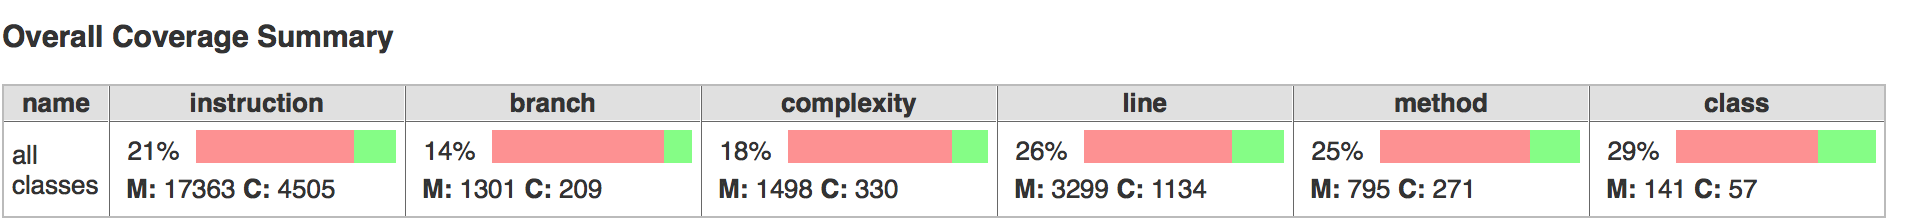 Overall Coverage Summary
name instruction branch complexity line method class
all classes 21% 14% 18% 26% 25% 29%
M: 17363 C: 4505 M: 1301 C: 209 M: 1498 C: 330 M: 3299 C: 1134 M: 795 C: 271 M: 141 C: 57